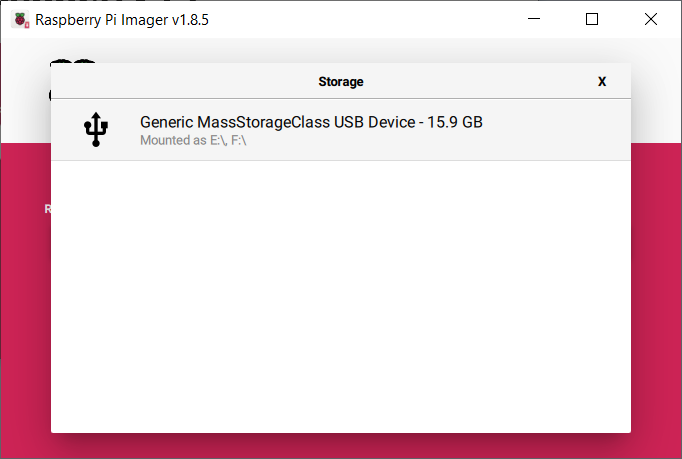 Raspberry Pi Imager v1.8.5
Storage
X
Generic MassStorageClass USB Device - 15.9 GB
Mounted as E:\, F:\
R